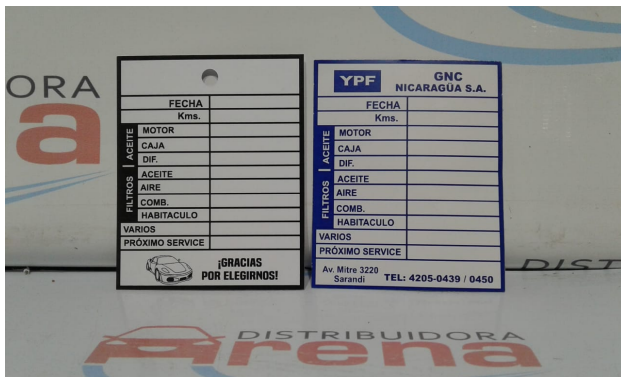 ORA
a
FECHA
Kms.
ACEITE
MOTOR
CAJA
DIF.
FILTROS
ACEITE
AIRE
COMB.
HABITACULO
VARIOS
PRÓXIMO SERVICE
¡GRACIAS
POR ELEGIRNOS!
YPF
GNC
NICARAGÜA S.A.
FECHA
Kms.
ACEITE
MOTOR
CAJA
DIF.
FILTROS
ACEITE
AIRE
COMB.
HABITACULO
VARIOS
PRÓXIMO SERVICE
Av. Mitre 3220
Sarandi
TEL: 4205-0439 / 0450
DIST
DISTRIBUIDORA
Arena